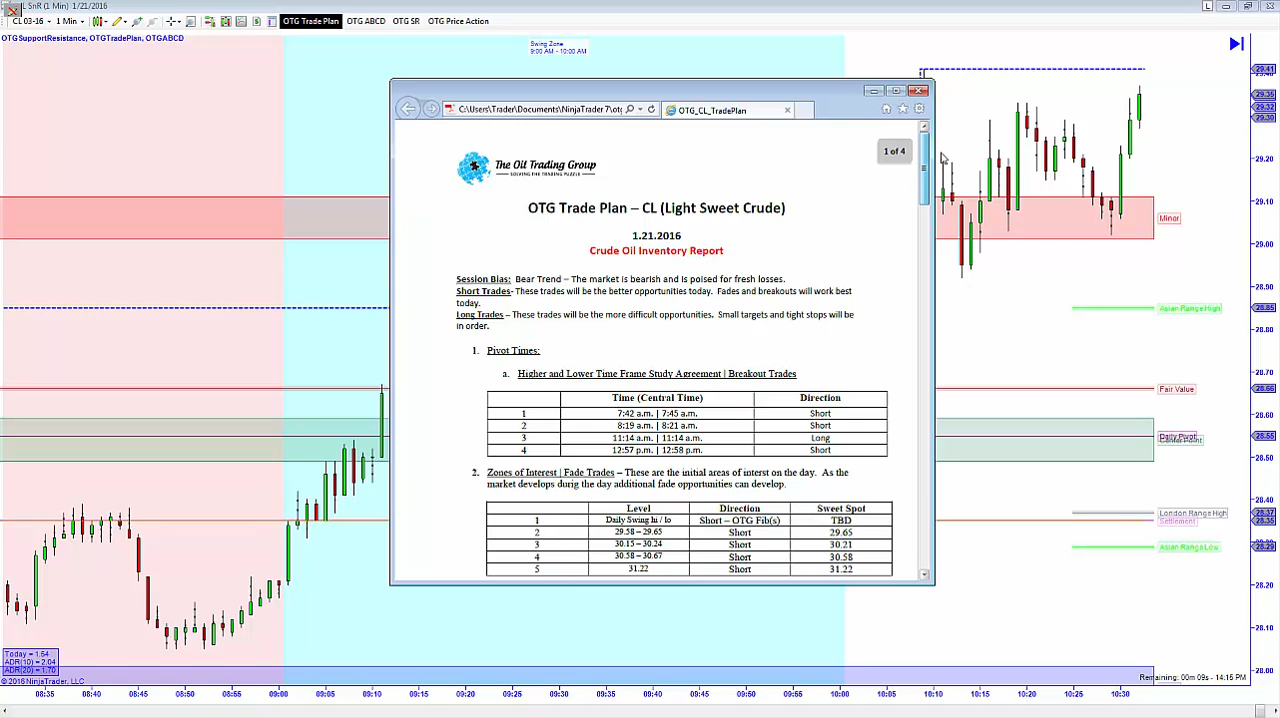 SnR (1 Min) 1/21/2016
CL 03-16 1 Min OTG Trade Plan OTG ABCD OTG SR OTG Price Action
OTGSupportResistance, OTGTradePlan, OTGABCD
Swing Zone
9:00 AM - 10:00 AM
C:\Users\Trader\Documents\NinjaTrader 7\otg
OTG_CL_TradePlan
1 of 4
The Oil Trading Group
SOLVING THE TRADING PUZZLE
OTG Trade Plan – CL (Light Sweet Crude)
1.21.2016
Crude Oil Inventory Report
Session Bias: Bear Trend – The market is bearish and is poised for fresh losses.
Short Trades- These trades will be the better opportunities today. Fades and breakouts will work best
today.
Long Trades – These trades will be the more difficult opportunities. Small targets and tight stops will be
in order.
1. Pivot Times:
a. Higher and Lower Time Frame Study Agreement | Breakout Trades
Time (Central Time) Direction
1 7:42 a.m. | 7:45 a.m. Short
2 8:19 a.m. | 8:21 a.m. Short
3 11:14 a.m. | 11:14 a.m. Long
4 12:57 p.m. | 12:58 p.m. Short
2. Zones of Interest | Fade Trades – These are the initial areas of interst on the day. As the
market develops durig the day additional fade opportunities can develop.
Level Direction Sweet Spot
1 Daily Swing hi / lo Short – OTG Fib(s) TBD
2 29.58 – 29.65 Short 29.65
3 30.15 – 30.24 Short 30.21
4 30.58 – 30.67 Short 30.58
5 31.22 Short 31.22
Minor
Asian Range High
Fair Value
Daily Pivot
London Range High
Settlement
Asian Range Low
29.41
29.35
29.32
29.30
29.20
29.10
29.00
28.90
28.85
28.80
28.70
28.66
28.60
28.55
28.50
28.40
28.37
28.35
28.29
28.20
28.10
28.00
Today = 1.54
ADR(10) = 2.04
ADR(20) = 1.70
© 2016 NinjaTrader, LLC
Remaining: 00m 09s - 14:15 PM
08:35 08:40 08:45 08:50 08:55 09:00 09:05 09:10 09:15 09:20 09:25 09:30 09:35 09:40 09:45 09:50 09:55 10:00 10:05 10:10 10:15 10:20 10:25 10:30